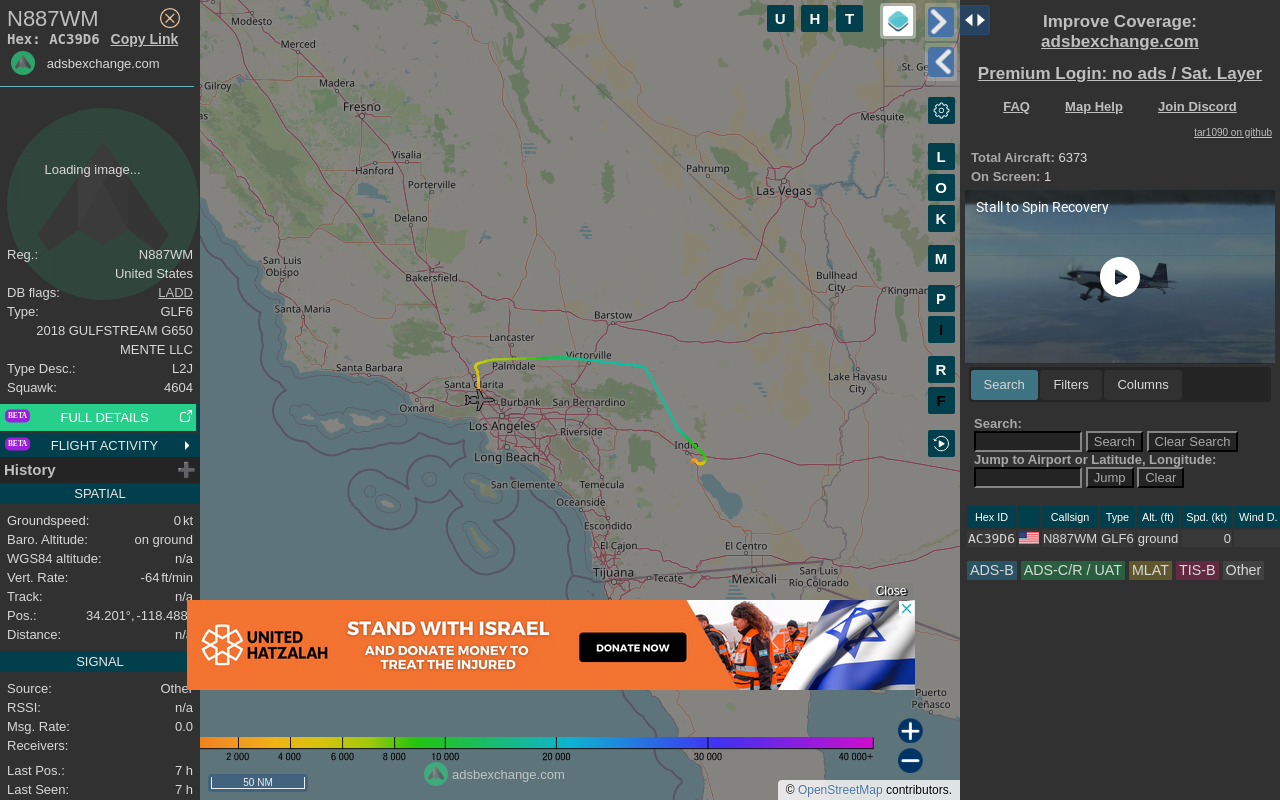 N887WM
Hex: AC39D6 Copy Link
adsbexchange.com
Loading image...
Reg.: N887WM
United States
DB flags: LADD
Type: GLF6
2018 GULFSTREAM G650
MENTE LLC
Type Desc.: L2J
Squawk: 4604
BETA FULL DETAILS
BETA FLIGHT ACTIVITY
History
SPATIAL
Groundspeed: 0 kt
Baro. Altitude: on ground
WGS84 altitude: n/a
Vert. Rate: -64 ft/min
Track: n/a
Pos.: 34.201°, -118.488
Distance:
SIGNAL
Source: Other
RSSI: n/a
Msg. Rate: 0.0
Receivers:
Last Pos.: 7 h
Last Seen: 7 h
U H T
L
O
K
M
P
I
R
F
Modesto
Merced
Gilroy
Madera
Fresno
St. Ge
Mesquite
Visalia
Hanford
Porterville
Pahrump
Las Vegas
Delano
San Luis
Obispo
Bakersfield
Bullhead
City
Kingman
Santa Maria
Barstow
Lancaster
Victorville
Palmdale
Santa Barbara
Santa Clarita
Lake Havasu
City
Oxnard
Burbank
San Bernardino
Los Angeles
Riverside
Indio
Long Beach
San Clemente
Temecula
Oceanside
Escondido
El Cajon
El Centro
Tijuana
Tecate
Mexicali
San Luis
Río Colorado
Puerto
Peñasco
Close
UNITED
HATZALAH
STAND WITH ISRAEL
AND DONATE MONEY TO
TREAT THE INJURED
DONATE NOW
2 000 4 000 6 000 8 000 10 000 20 000 30 000 40 000+
adsbexchange.com
50 NM
© OpenStreetMap contributors.
Improve Coverage:
adsbexchange.com
Premium Login: no ads / Sat. Layer
FAQ Map Help Join Discord
tar1090 on github
Total Aircraft: 6373
On Screen: 1
Stall to Spin Recovery
Search Filters Columns
Search:
Search Clear Search
Jump to Airport or Latitude, Longitude:
Jump Clear
Hex ID Callsign Type Alt. (ft) Spd. (kt) Wind D.
AC39D6 N887WM GLF6 ground 0
ADS-B ADS-C/R / UAT MLAT TIS-B Other